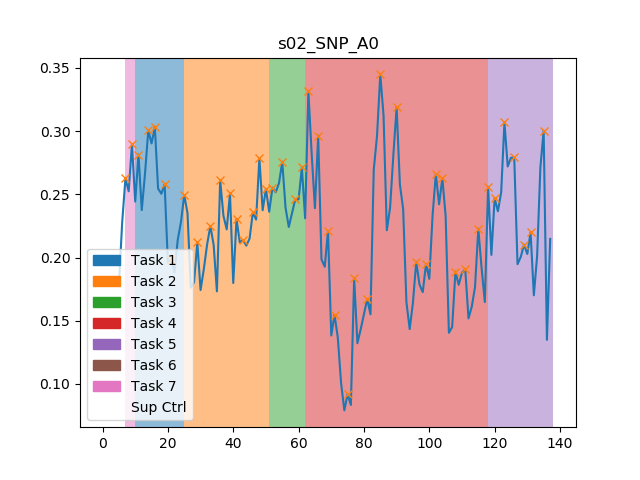 s02_SNP_A0
0.35
0.30
0.25
0.20
0.15
0.10
Task 1
Task 2
Task 3
Task 4
Task 5
Task 6
Task 7
Sup Ctrl
0 20 40 60 80 100 120 140